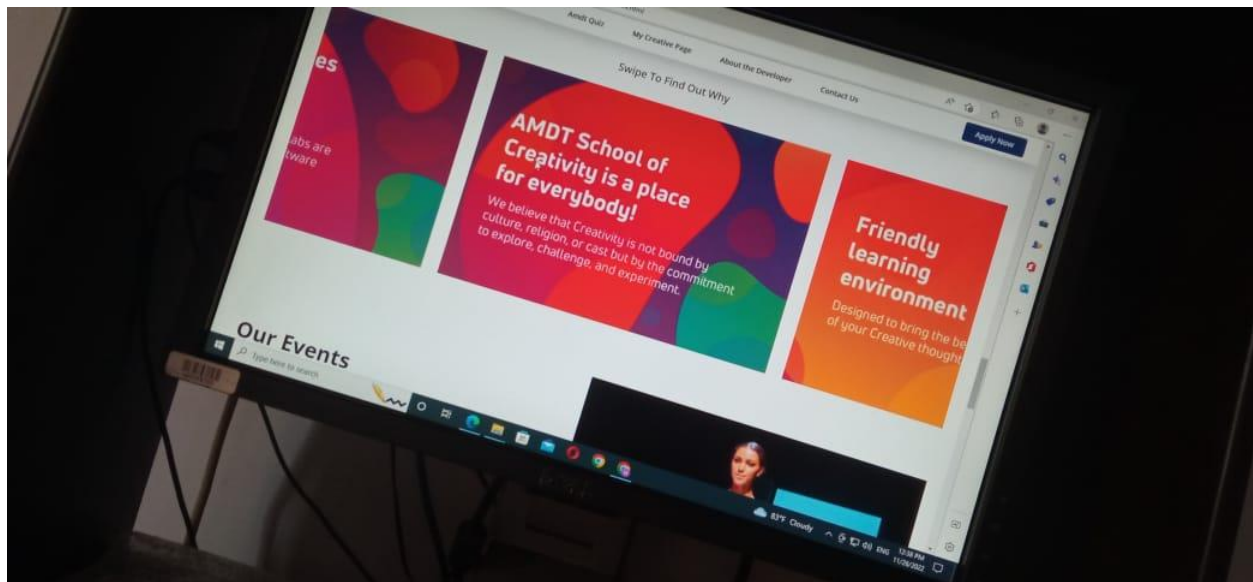 Amdt Quiz
My Creative Page
About the Developer
Contact Us
Swipe To Find Out Why
Apply Now
es
abs are
tware
AMDT School of
Creativity is a place
for everybody!
We believe that Creativity is not bound by
culture, religion, or cast but by the commitment
to explore, challenge, and experiment.
Friendly
learning
environment
Designed to bring the be
of your Creative thought
Our Events
Type here to search
83°F Cloudy
ENG
12:38 PM
11/26/2022